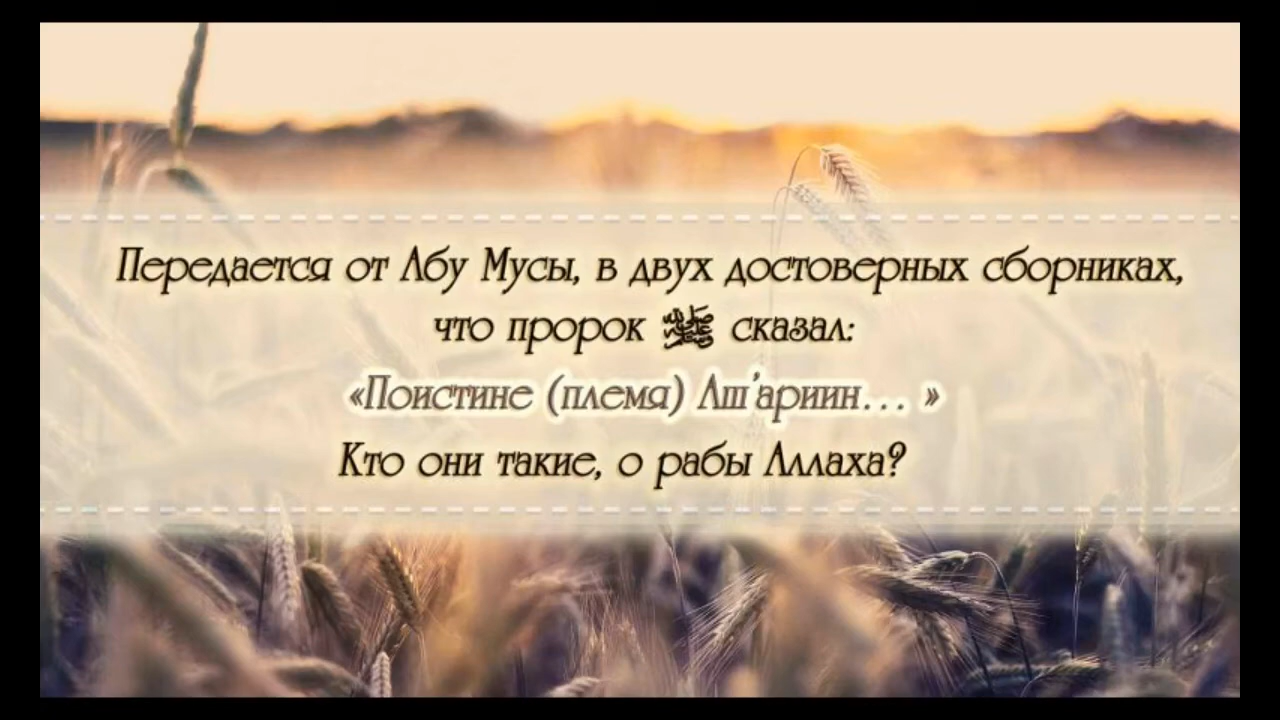 Передается от Абу Мусы, в двух достоверных сборниках,
что пророк ﷺ сказал:
«Поистине (племя) Аш'ариин... »
Кто они такие, о рабы Аллаха?